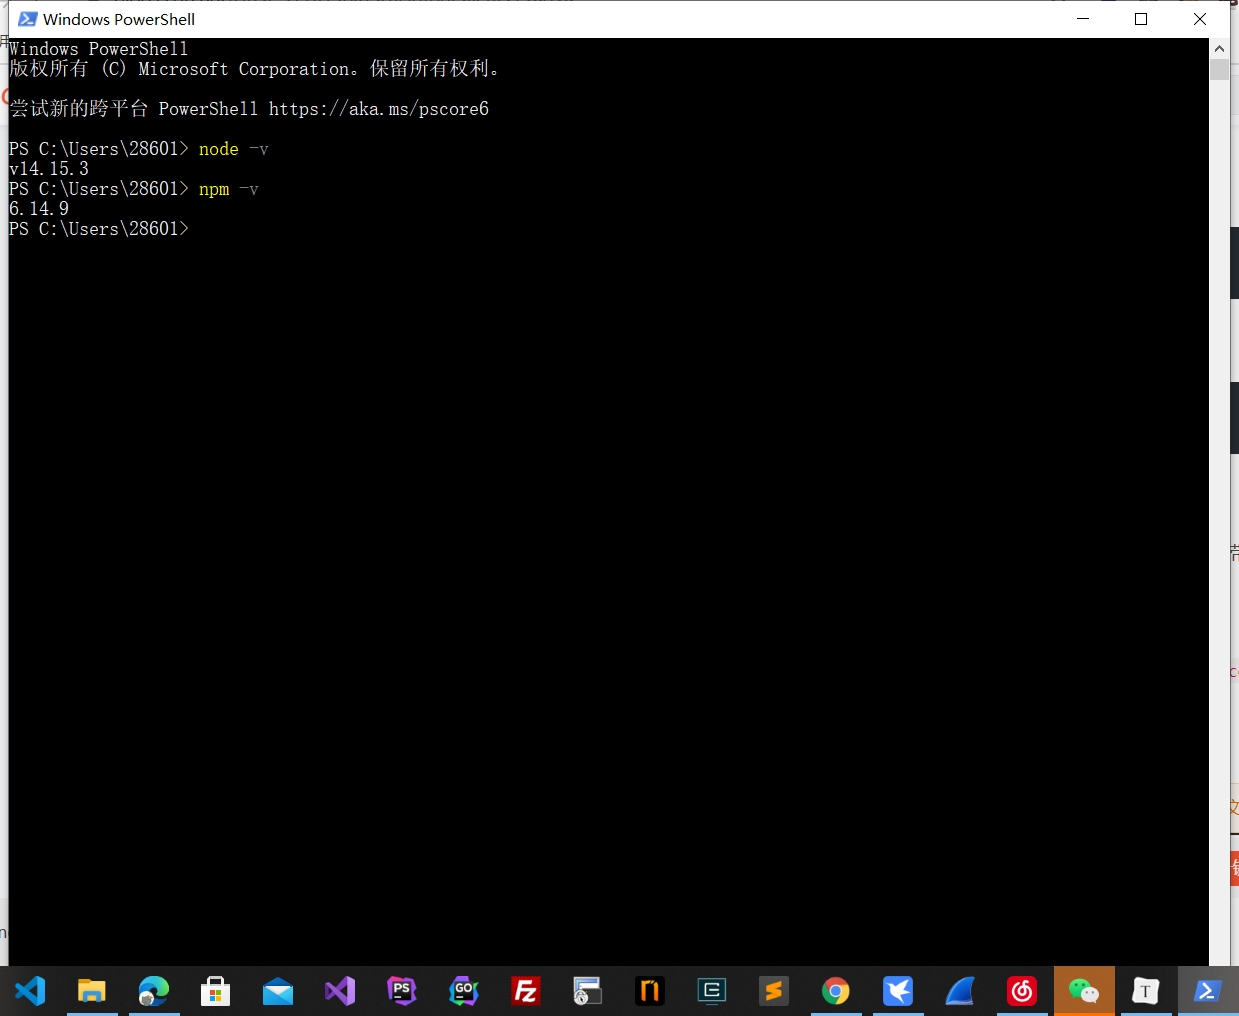 Windows PowerShell
Windows PowerShell
版权所有 (C) Microsoft Corporation。保留所有权利。
尝试新的跨平台 PowerShell https://aka.ms/pscore6
PS C:\Users\28601> node -v
v14.15.3
PS C:\Users\28601> npm -v
6.14.9
PS C:\Users\28601>
PS
GO
T